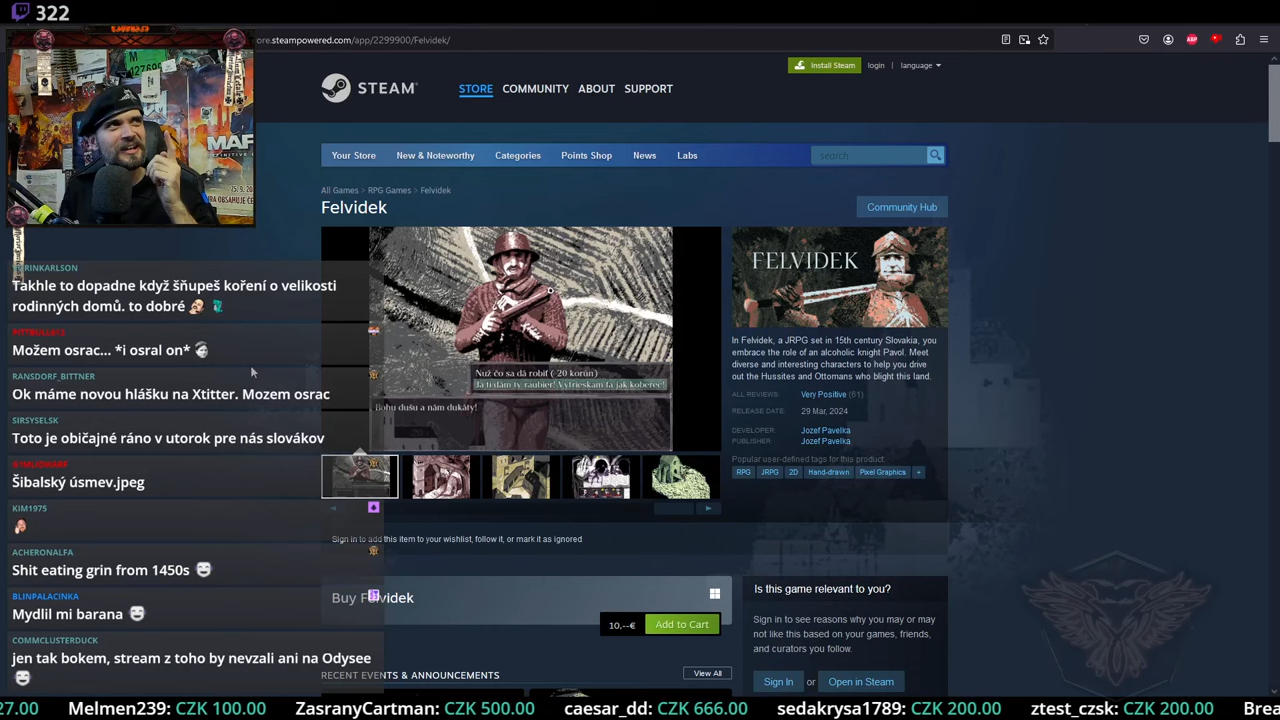 322
ore.steampowered.com/app/2299900/Felvidek/
Install Steam login language
STEAM
STORE COMMUNITY ABOUT SUPPORT
Your Store New & Noteworthy Categories Points Shop News Labs
search
All Games > RPG Games > Felvidek
Felvidek
Community Hub
MAF
25. 9. 20
Takhle to dopadne když šňupeš koření o velikosti
rodinných domů. to dobré
Možem osrac... *i osral on*
RANSDORF_BITTNER
Ok máme novou hlášku na Xtitter. Mozem osrac
SIRSYSELSK
Toto je običajné ráno v utorok pre nás slovákov
Šibalský úsmev.jpeg
KIM1975
ACHERONALFA
Shit eating grin from 1450s
BLINPALACINKA
Mydlil mi barana
COMMCLUSTERDUCK
jen tak bokem, stream z toho by nevzali ani na Odysee
Nuž čo sa dá robiť (-20 korún)
Ja ti dám ty raubier! Vytrieskam ťa jak koberec!
Bohu dušu a nám dukáty!
FELVIDEK
In Felvidek, a JRPG set in 15th century Slovakia, you
embrace the role of an alcoholic knight Pavol. Meet
diverse and interesting characters to help you drive
out the Hussites and Ottomans who blight this land.
ALL REVIEWS: Very Positive (61)
RELEASE DATE: 29 Mar, 2024
DEVELOPER: Jozef Pavelka
PUBLISHER: Jozef Pavelka
Popular user-defined tags for this product:
RPG JRPG 2D Hand-drawn Pixel Graphics +
Sign in to add this item to your wishlist, follow it, or mark it as ignored
Buy Felvidek
10,--€ Add to Cart
RECENT EVENTS & ANNOUNCEMENTS View All
Is this game relevant to you?
Sign in to see reasons why you may or
may not like this based on your games, friends,
and curators you follow.
Sign In or Open in Steam
27.00 Melmen239: CZK 100.00 ZasranyCartman: CZK 500.00 caesar_dd: CZK 666.00 sedakrysa1789: CZK 200.00 ztest_czsk: CZK 200.00 Brea